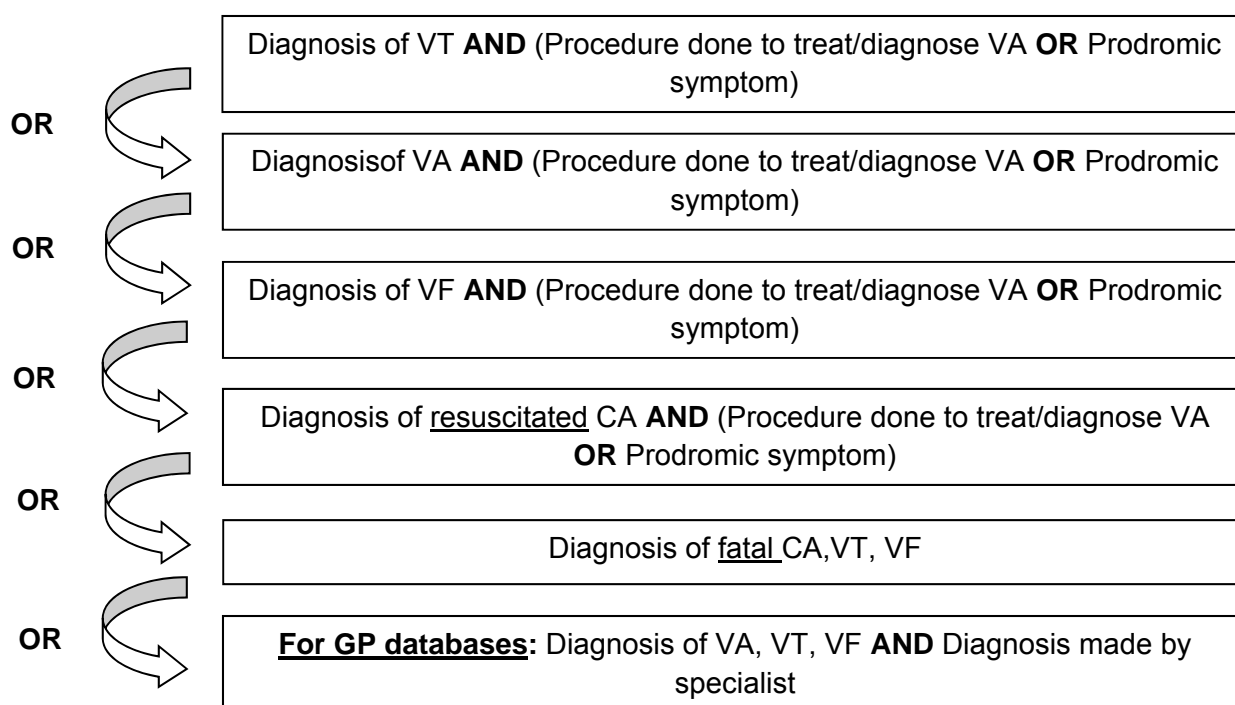 Diagnosis of VT AND (Procedure done to treat/diagnose VA OR Prodromic
symptom)
OR
Diagnosisof VA AND (Procedure done to treat/diagnose VA OR Prodromic
symptom)
OR
Diagnosis of VF AND (Procedure done to treat/diagnose VA OR Prodromic
symptom)
OR
Diagnosis of resuscitated CA AND (Procedure done to treat/diagnose VA
OR Prodromic symptom)
OR
Diagnosis of fatal CA,VT, VF
OR
For GP databases: Diagnosis of VA, VT, VF AND Diagnosis made by
specialist